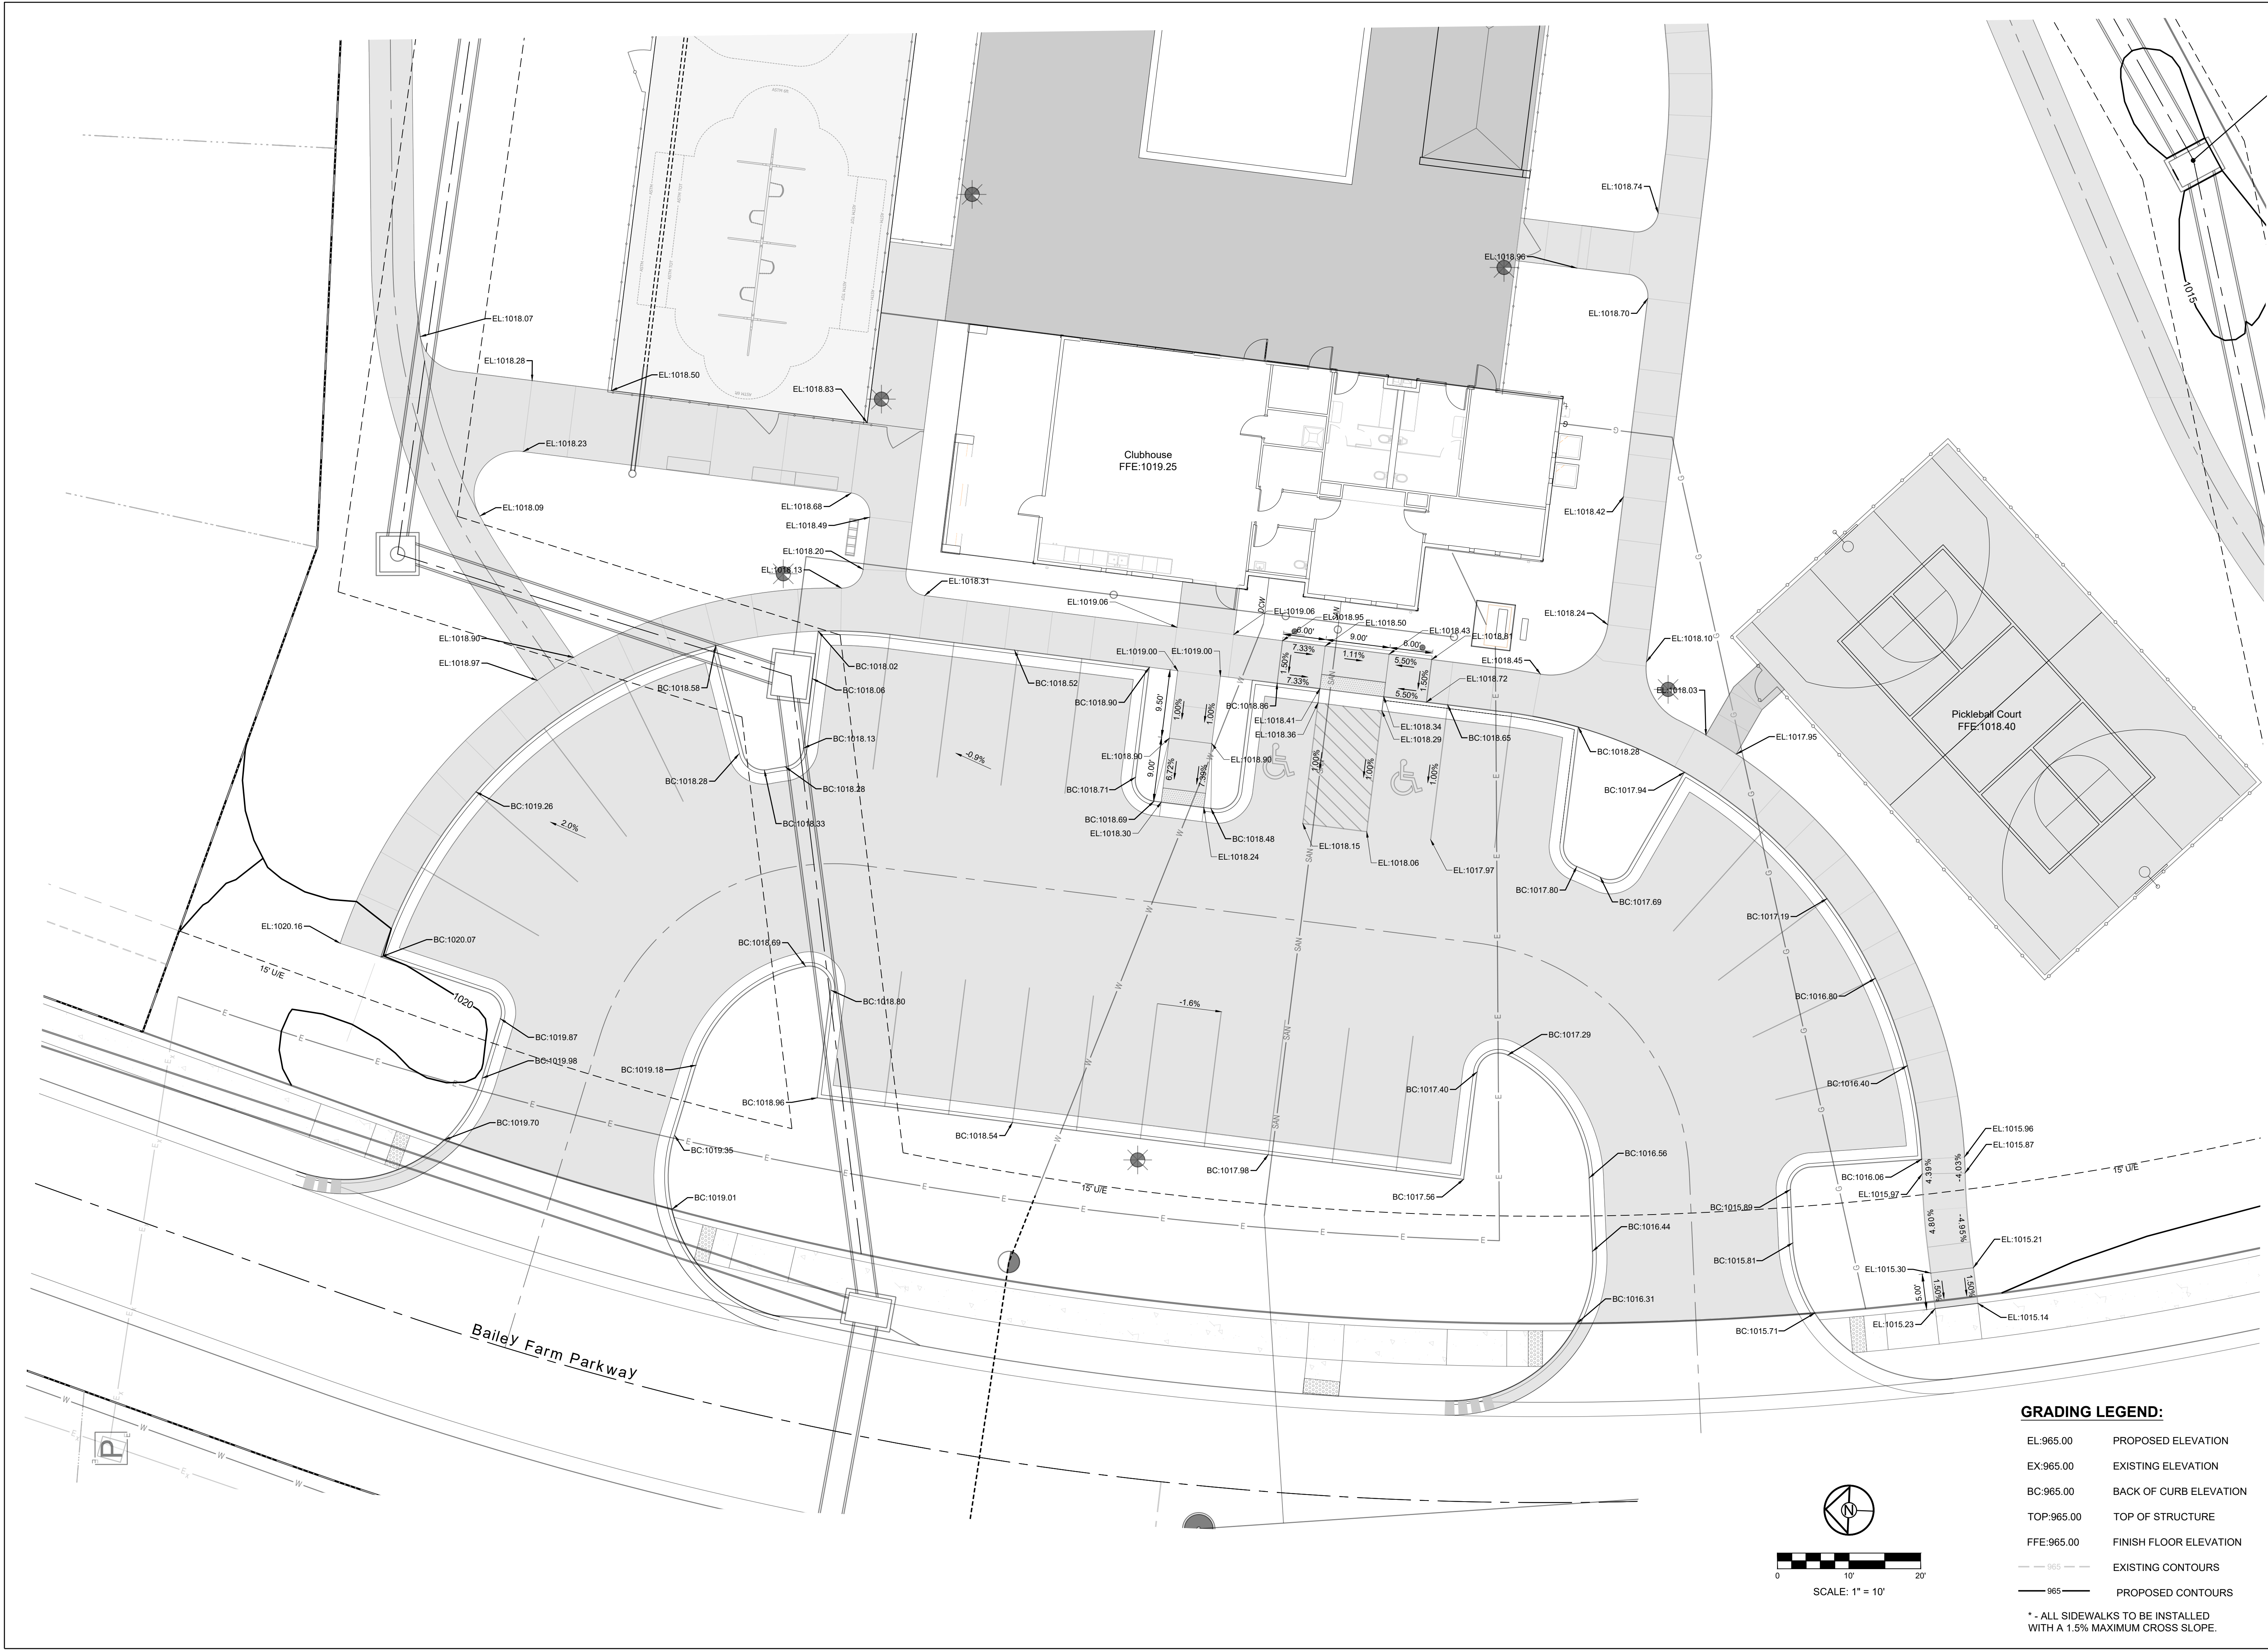 EL:1018.74
EL:1018.96
EL:1018.70
1015
EL:1018.07
EL:1018.28
EL:1018.50
EL:1018.83
EL:1018.23
Clubhouse
FFE:1019.25
G
EL:1018.68
EL:1018.49
EL:1018.09
EL:1018.42
EL:1018.20
EL:1018.13
EL:1018.31
EL:1019.06
DCW
EL:1019.06
EL:1018.95
EL:1018.50
EL:1018.43
EL:1018.81
EL:1018.24
EL:1018.10
EL:1018.90
EL:1018.97
6.00'
9.00'
6.00'
7.33%
1.11%
5.50%
1.50%
1.50%
7.33%
5.50%
EL:1018.45
EL:1018.72
EL:1018.03
Pickleball Court
FFE:1018.40
EL:1017.95
BC:1018.02
BC:1018.06
BC:1018.58
BC:1018.52
EL:1019.00
EL:1019.00
BC:1018.90
9.50'
1.00%
1.00%
BC:1018.86
EL:1018.41
EL:1018.36
EL:1018.34
EL:1018.29
BC:1018.65
BC:1018.28
BC:1018.13
-0.9%
EL:1018.90
EL:1018.90
9.00'
6.72%
7.39%
1.00%
1.00%
1.00%
BC:1018.28
BC:1018.28
BC:1018.71
BC:1017.94
BC:1019.26
2.0%
BC:1018.33
BC:1018.69
EL:1018.30
BC:1018.48
EL:1018.24
EL:1018.15
EL:1018.06
EL:1017.97
BC:1017.80
BC:1017.69
BC:1017.19
EL:1020.16
BC:1020.07
15' U/E
1020
BC:1018.69
BC:1018.80
-1.6%
BC:1016.80
BC:1019.87
BC:1019.98
BC:1019.18
BC:1017.29
BC:1017.40
BC:1016.40
BC:1018.96
BC:1018.54
BC:1019.70
BC:1019.35
BC:1017.98
BC:1016.56
EL:1015.96
EL:1015.87
4.39%
-4.03%
15' U/E
BC:1016.06
EL:1015.97
15' U/E
BC:1017.56
BC:1015.89
BC:1019.01
BC:1016.44
4.80%
-4.95%
BC:1015.81
EL:1015.21
EL:1015.30
5.00'
1.50%
1.50%
BC:1016.31
BC:1015.71
EL:1015.23
EL:1015.14
Bailey Farm Parkway
E
W
SAN
P
N
0 10' 20'
SCALE: 1" = 10'
GRADING LEGEND:
EL:965.00 PROPOSED ELEVATION
EX:965.00 EXISTING ELEVATION
BC:965.00 BACK OF CURB ELEVATION
TOP:965.00 TOP OF STRUCTURE
FFE:965.00 FINISH FLOOR ELEVATION
965 EXISTING CONTOURS
965 PROPOSED CONTOURS
* - ALL SIDEWALKS TO BE INSTALLED
WITH A 1.5% MAXIMUM CROSS SLOPE.